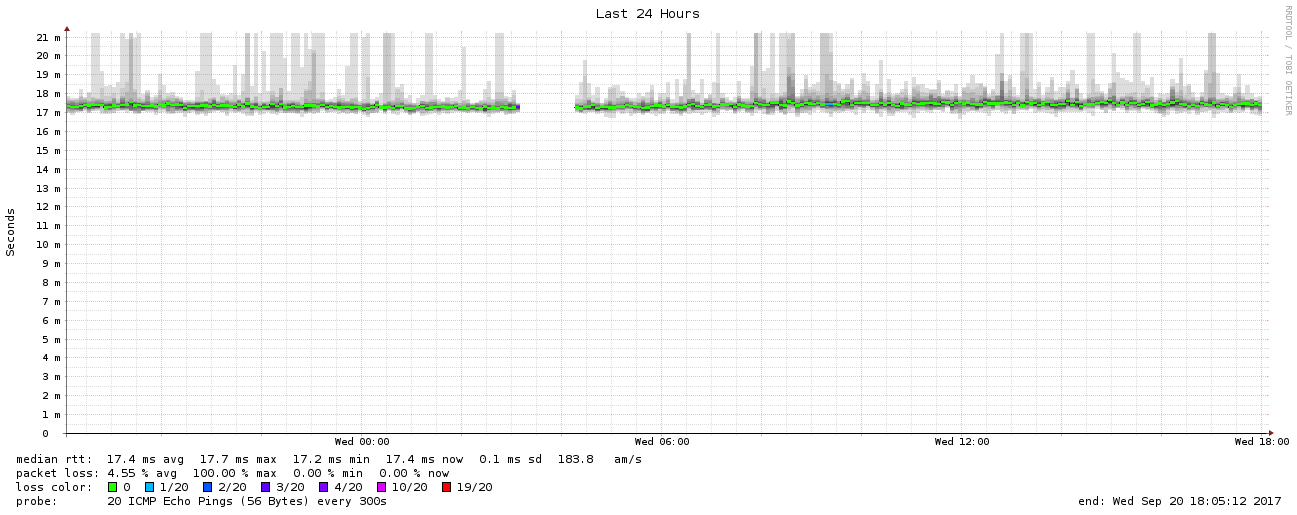 Last 24 Hours
RRDTOOL / TOBI OETIKER
21 m
20 m
19 m
18 m
17 m
16 m
15 m
14 m
13 m
12 m
11 m
10 m
9 m
8 m
7 m
6 m
5 m
4 m
3 m
2 m
1 m
0
Seconds
Wed 00:00 Wed 06:00 Wed 12:00 Wed 18:00
median rtt: 17.4 ms avg 17.7 ms max 17.2 ms min 17.4 ms now 0.1 ms sd 183.8 am/s
packet loss: 4.55 % avg 100.00 % max 0.00 % min 0.00 % now
loss color: 0 1/20 2/20 3/20 4/20 10/20 19/20
probe: 20 ICMP Echo Pings (56 Bytes) every 300s end: Wed Sep 20 18:05:12 2017